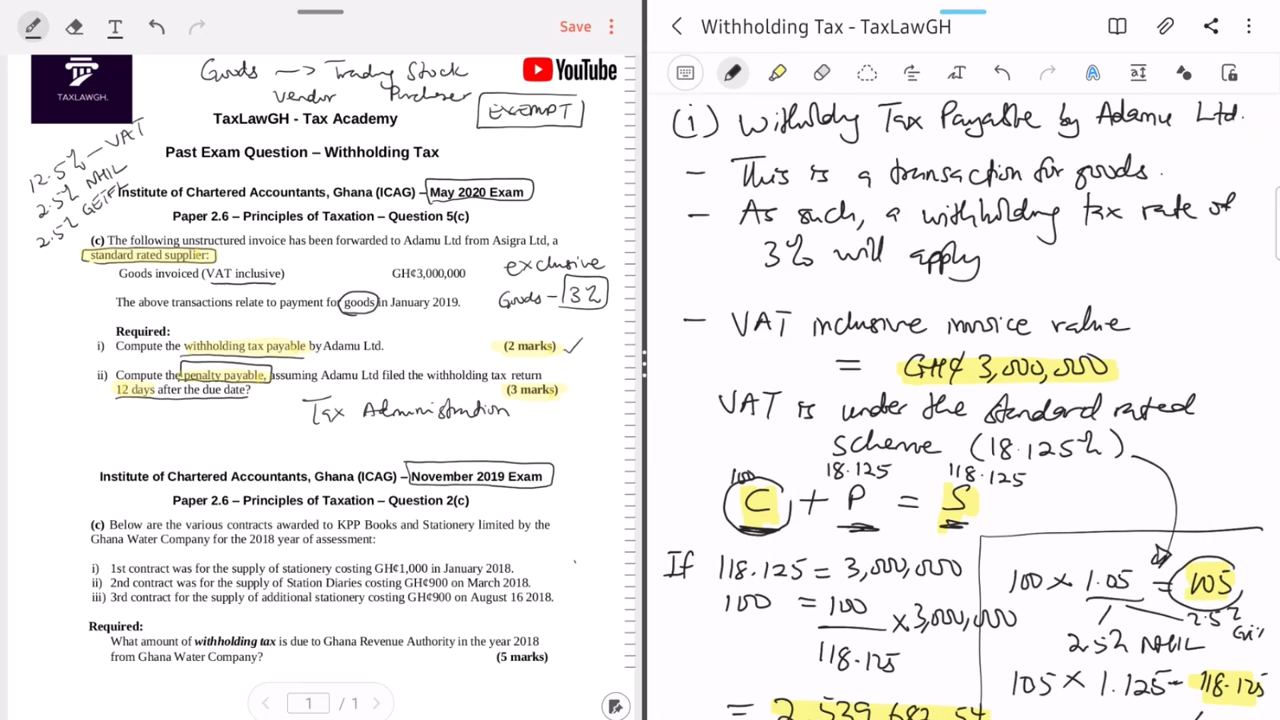 Save
Goods --> Trading Stock
vendor Purchaser
YouTube
TAXLAWGH.
EXEMPT
TaxLawGH - Tax Academy
12.5% – VAT
2.5% NHIL
2.5% GETF
Past Exam Question – Withholding Tax
Institute of Chartered Accountants, Ghana (ICAG) – May 2020 Exam
Paper 2.6 – Principles of Taxation - Question 5(c)
(c) The following unstructured invoice has been forwarded to Adamu Ltd from Asigra Ltd, a
standard rated supplier:
exclusive
Goods invoiced (VAT inclusive) GH¢3,000,000
Goods – 3%
The above transactions relate to payment for goods in January 2019.
Required:
i) Compute the withholding tax payable by Adamu Ltd. (2 marks)
ii) Compute the penalty payable, assuming Adamu Ltd filed the withholding tax return
12 days after the due date? (3 marks)
Tax Administration
Institute of Chartered Accountants, Ghana (ICAG) – November 2019 Exam
Paper 2.6 – Principles of Taxation - Question 2(c)
(c) Below are the various contracts awarded to KPP Books and Stationery limited by the
Ghana Water Company for the 2018 year of assessment:
i) 1st contract was for the supply of stationery costing GH¢1,000 in January 2018.
ii) 2nd contract was for the supply of Station Diaries costing GH¢900 on March 2018.
iii) 3rd contract for the supply of additional stationery costing GH¢900 on August 16 2018.
Required:
What amount of withholding tax is due to Ghana Revenue Authority in the year 2018
from Ghana Water Company? (5 marks)
1 / 1
Withholding Tax - TaxLawGH
(i) Witholdy Tax Payable by Adamu Ltd.
- This is a transaction for goods.
- As such, a withholding tax rate of
3% will apply
- VAT inclusive invoice value
= GH¢ 3,000,000
VAT is under the standard rated
scheme (18.125%)
100 18.125 118.125
C + P = S
If 118.125 = 3,000,000
100 = 100
× 3,000,000
118.125
= 2,539,682.54
100 × 1.05 = 105
2.5%
2.5% NHIL
105 × 1.125 = 118.125